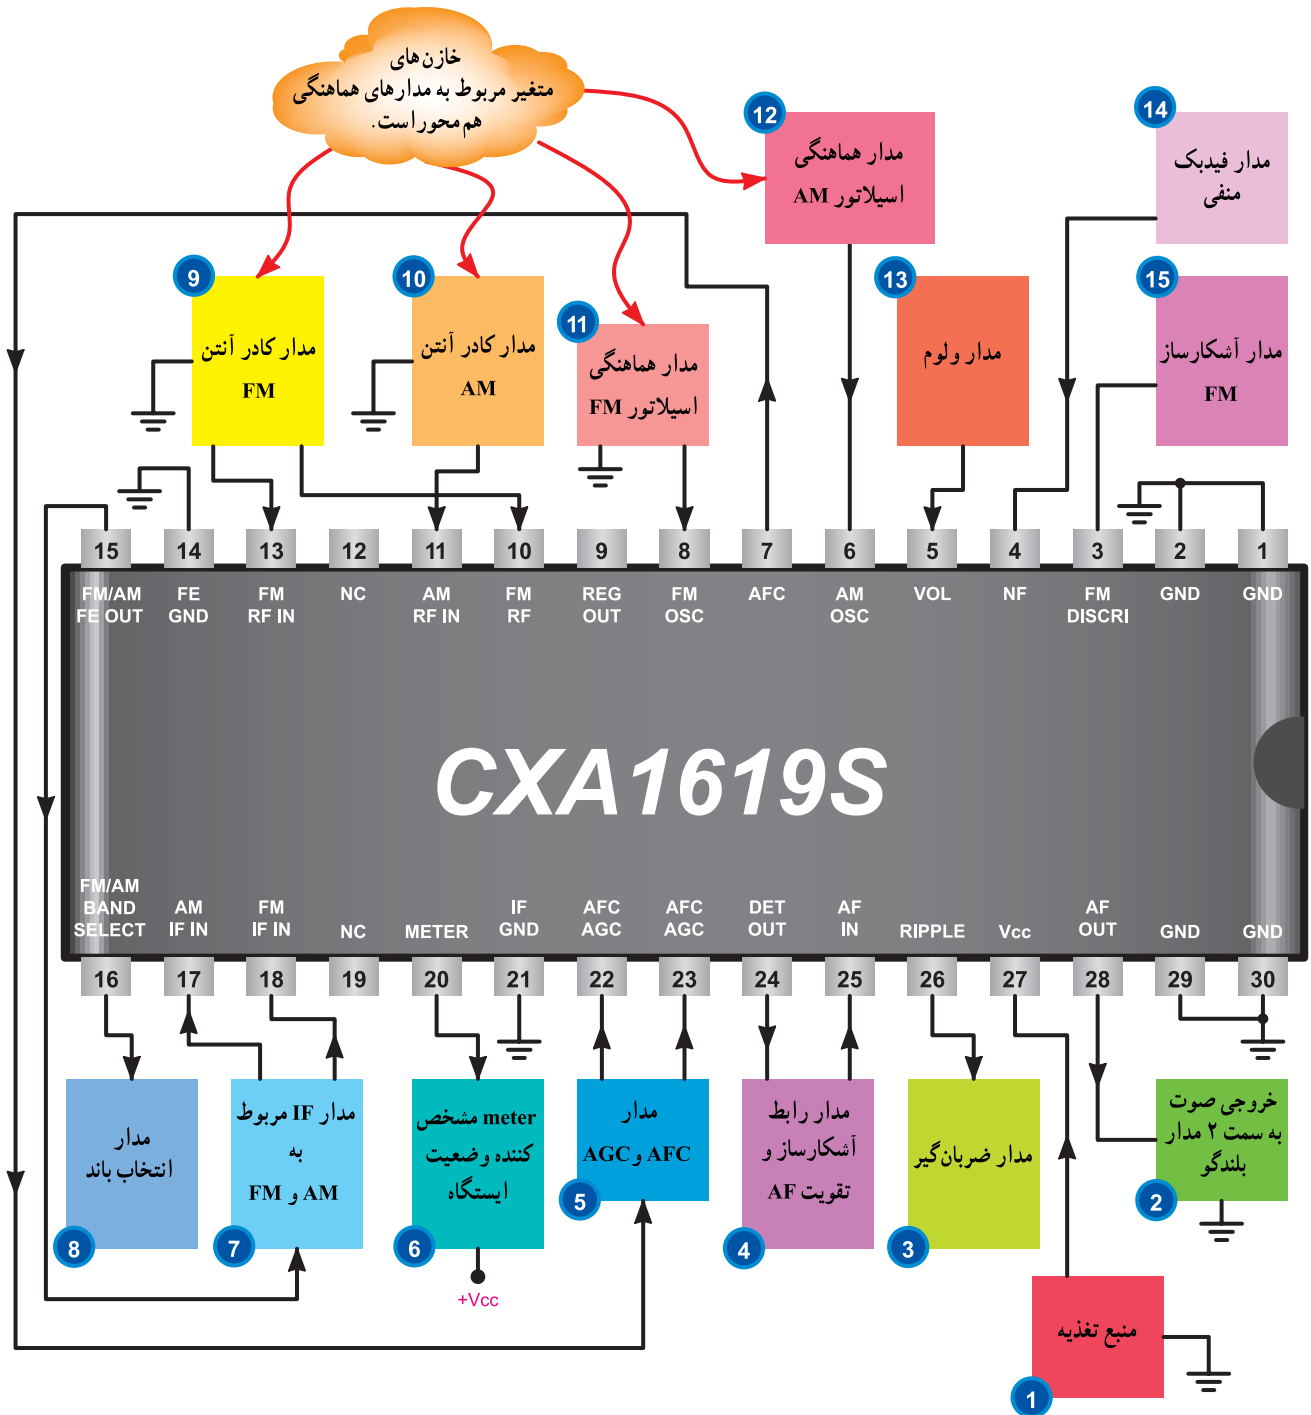 خازن‌های
متغیر مربوط به مدارهای هماهنگی
هم محور است.
12
مدار هماهنگی
اسیلاتور AM
14
مدار فیدبک
منفی
9
مدار کادر آنتن
FM
10
مدار کادر آنتن
AM
11
مدار هماهنگی
اسیلاتور FM
13
مدار ولوم
15
مدار آشکارساز
FM
15 14 13 12 11 10 9 8 7 6 5 4 3 2 1
FM/AM
FE OUT
FE
GND
FM
RF IN
NC
AM
RF IN
FM
RF
REG
OUT
FM
OSC
AFC
AM
OSC
VOL
NF
FM
DISCRI
GND
GND
CXA1619S
FM/AM
BAND
SELECT
AM
IF IN
FM
IF IN
NC
METER
IF
GND
AFC
AGC
AFC
AGC
DET
OUT
AF
IN
RIPPLE
Vcc
AF
OUT
GND
GND
16 17 18 19 20 21 22 23 24 25 26 27 28 29 30
مدار
انتخاب باند
8
مدار IF مربوط
به
AM و FM
7
meter مشخص
کننده وضعیت
ایستگاه
6
+Vcc
مدار
AFC و AGC
5
مدار رابط
آشکارساز و
تقویت AF
4
مدار ضربان‌گیر
3
خروجی صوت
به سمت ۲ مدار
بلندگو
2
منبع تغذیه
1